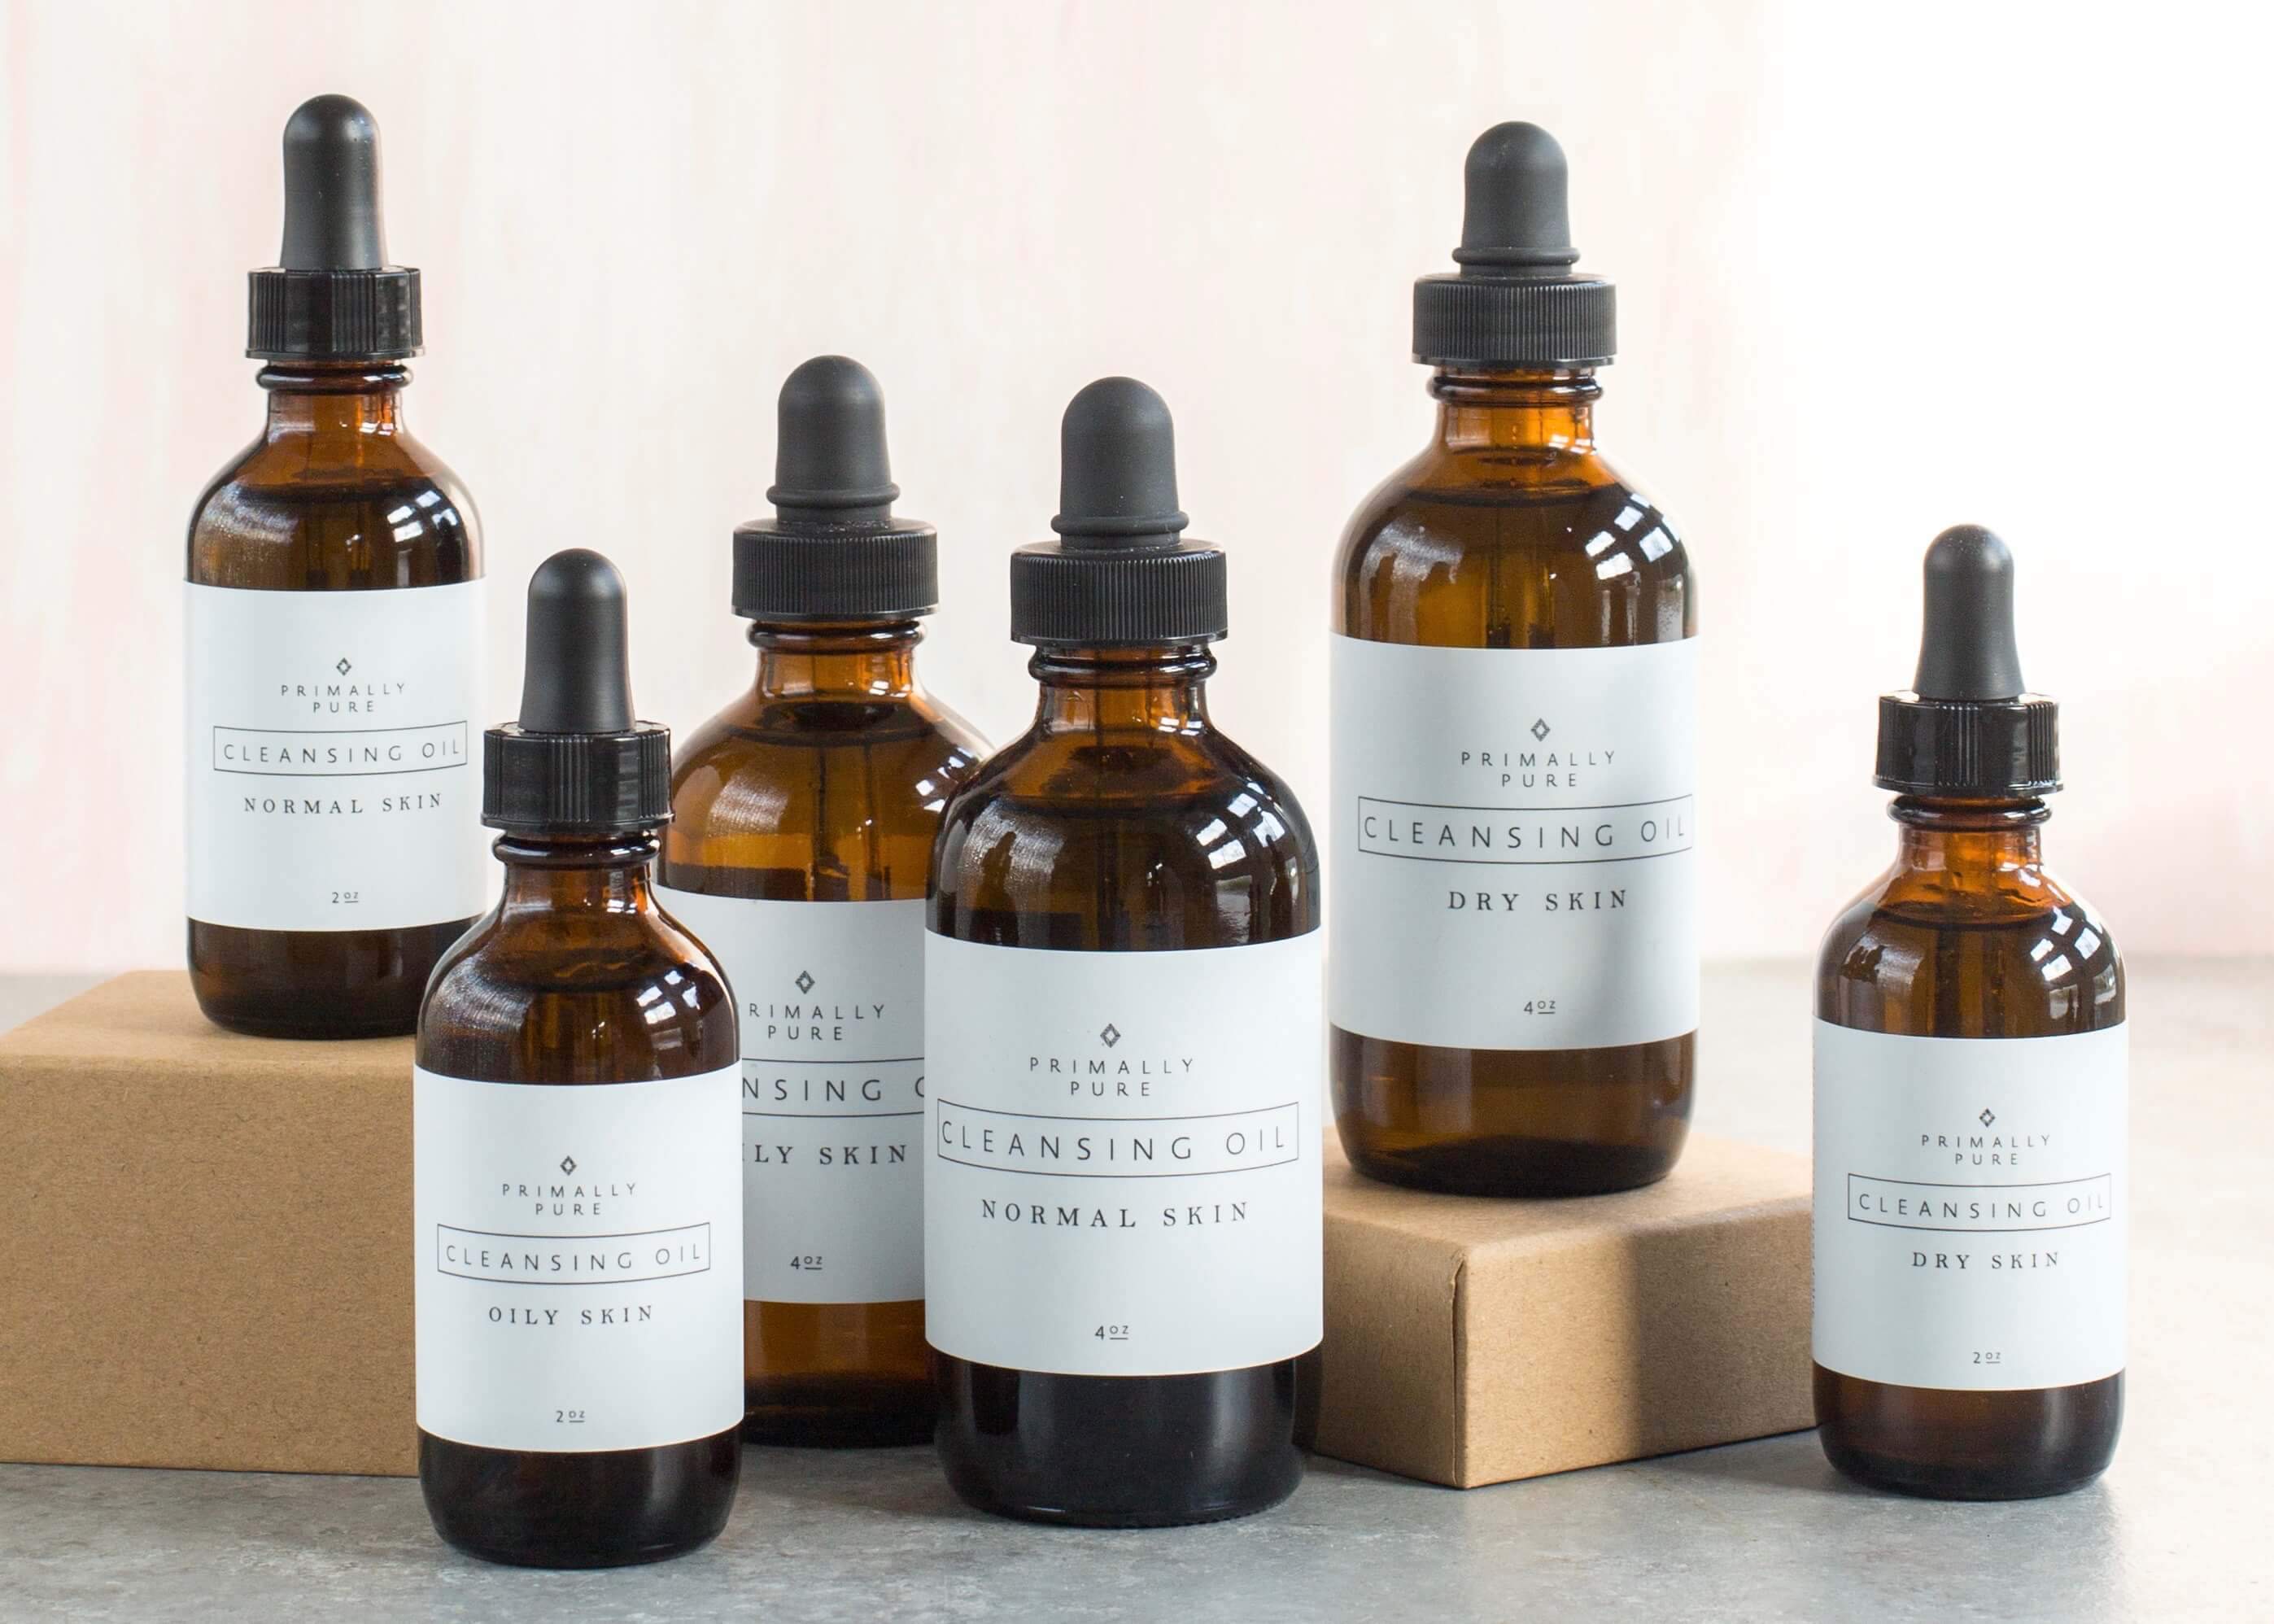 PRIMALLY
PURE
CLEANSING OIL
NORMAL SKIN
2 oz
PRIMALLY
PURE
CLEANSING OIL
OILY SKIN
2 oz
RIMALLY
PURE
NSING
LY SKIN
4 oz
PRIMALLY
PURE
CLEANSING OIL
NORMAL SKIN
4 oz
PRIMALLY
PURE
CLEANSING OIL
DRY SKIN
4 oz
PRIMALLY
PURE
CLEANSING OIL
DRY SKIN
2 oz